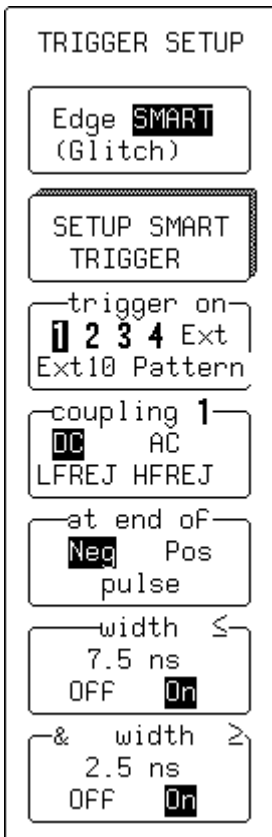 TRIGGER SETUP
Edge SMART
(Glitch)
SETUP SMART
TRIGGER
trigger on
1 2 3 4 Ext
Ext10 Pattern
coupling 1
DC AC
LFREJ HFREJ
at end of
Neg Pos
pulse
width ≤
7.5 ns
OFF On
& width ≥
2.5 ns
OFF On